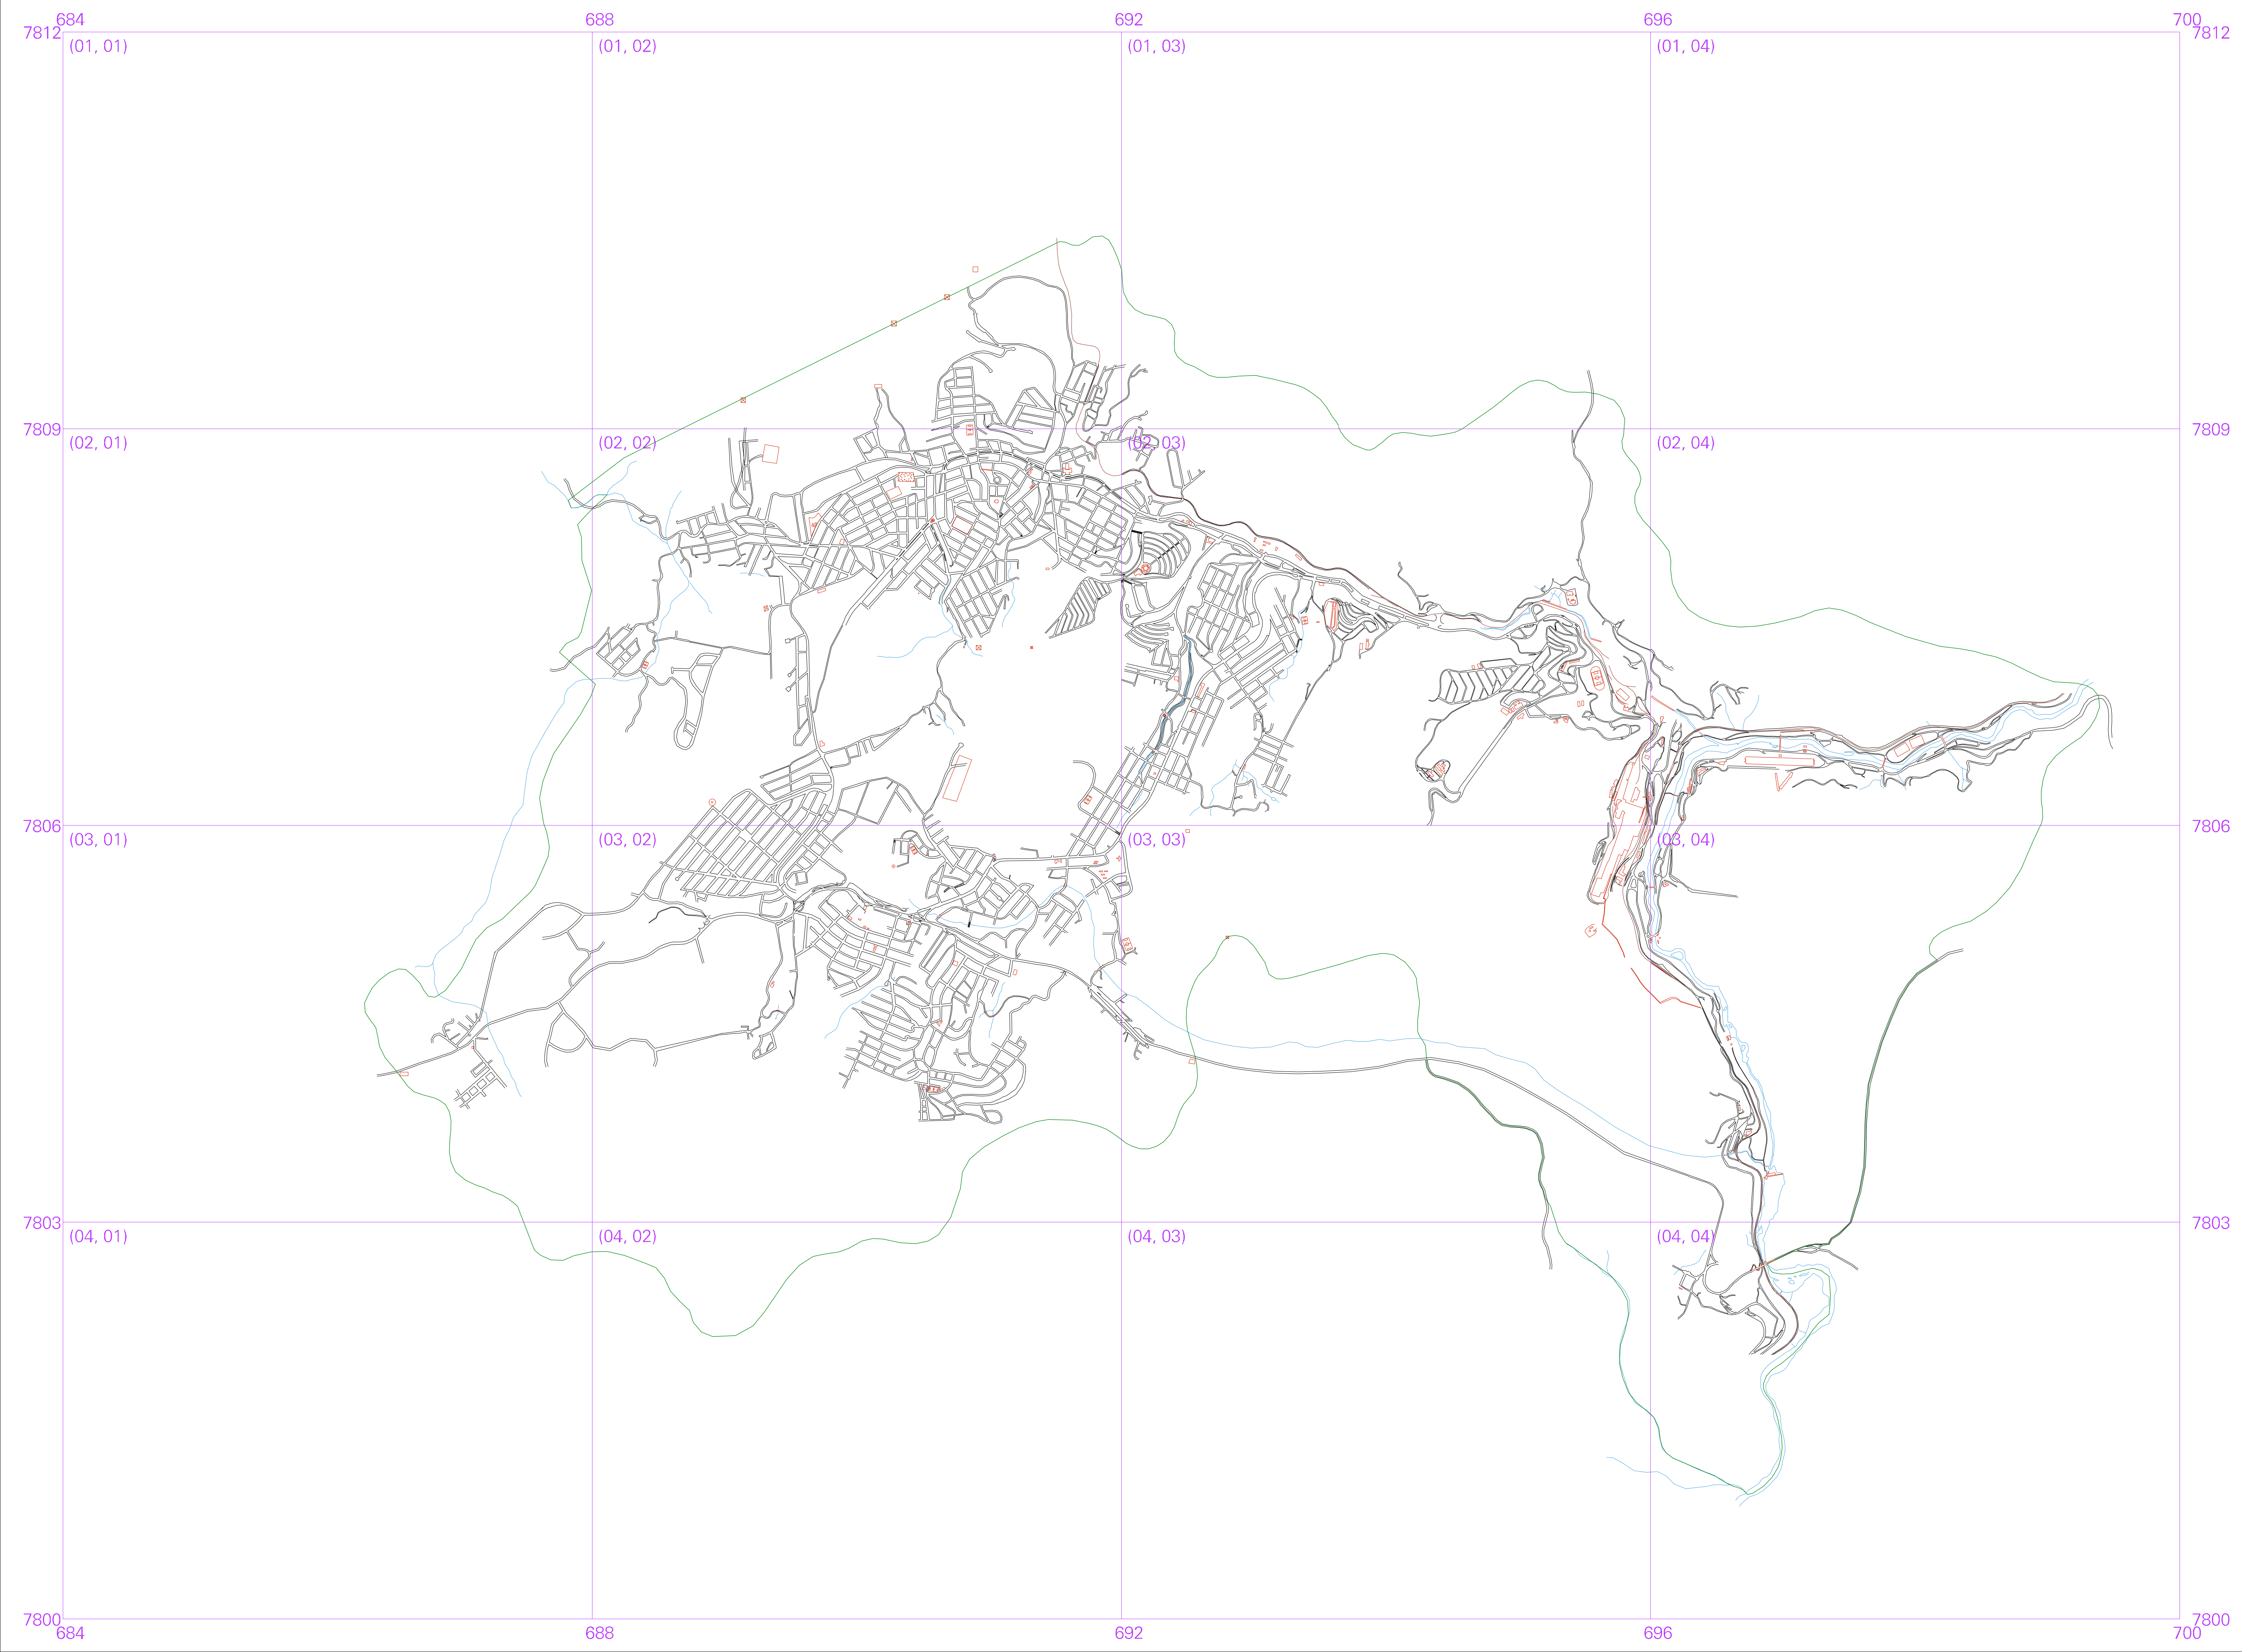 684 688 692 696 700
7812 7812
(01, 01) (01, 02) (01, 03) (01, 04)
7809 7809
(02, 01) (02, 02) (02, 03) (02, 04)
7806 7806
(03, 01) (03, 02) (03, 03) (03, 04)
7803 7803
(04, 01) (04, 02) (04, 03) (04, 04)
7800 7800
684 688 692 696 700